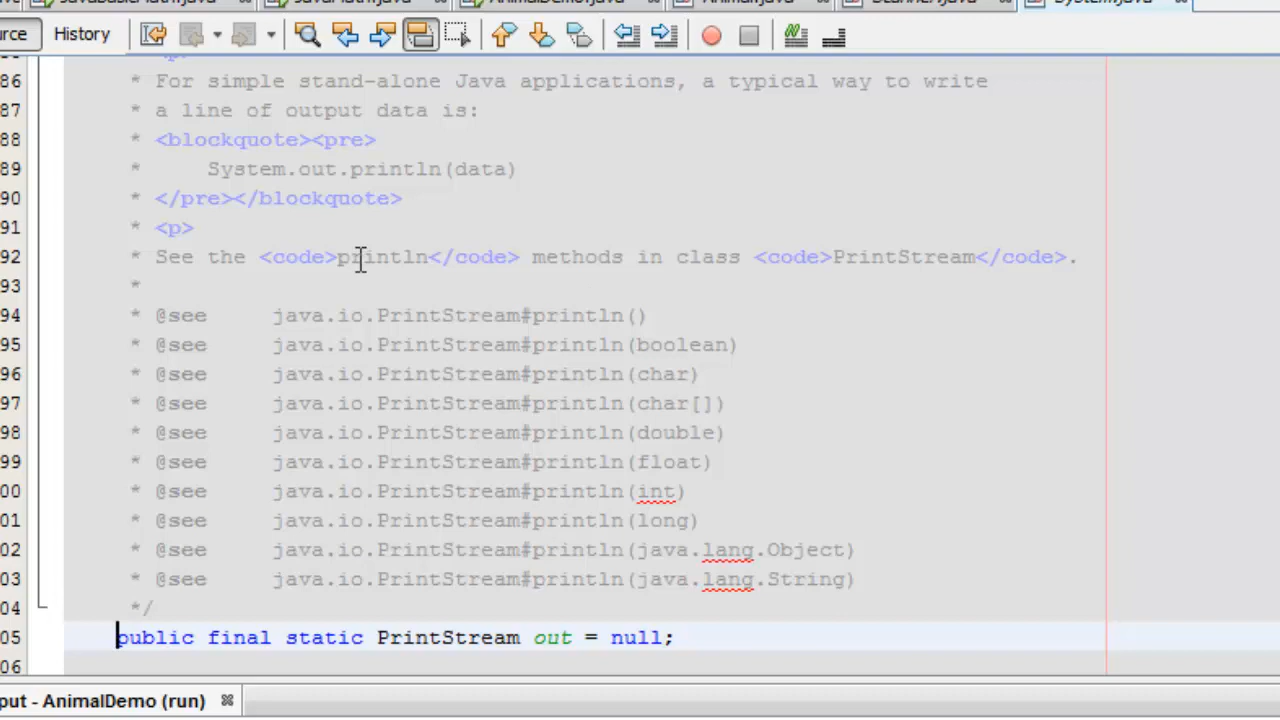 AnimalDemo.java
rce History
86 * For simple stand-alone Java applications, a typical way to write
87 * a line of output data is:
88 * <blockquote><pre>
89 * System.out.println(data)
90 * </pre></blockquote>
91 * <p>
92 * See the <code>println</code> methods in class <code>PrintStream</code>.
93 *
94 * @see java.io.PrintStream#println()
95 * @see java.io.PrintStream#println(boolean)
96 * @see java.io.PrintStream#println(char)
97 * @see java.io.PrintStream#println(char[])
98 * @see java.io.PrintStream#println(double)
99 * @see java.io.PrintStream#println(float)
00 * @see java.io.PrintStream#println(int)
01 * @see java.io.PrintStream#println(long)
02 * @see java.io.PrintStream#println(java.lang.Object)
03 * @see java.io.PrintStream#println(java.lang.String)
04 */
05 public final static PrintStream out = null;
06
put - AnimalDemo (run)